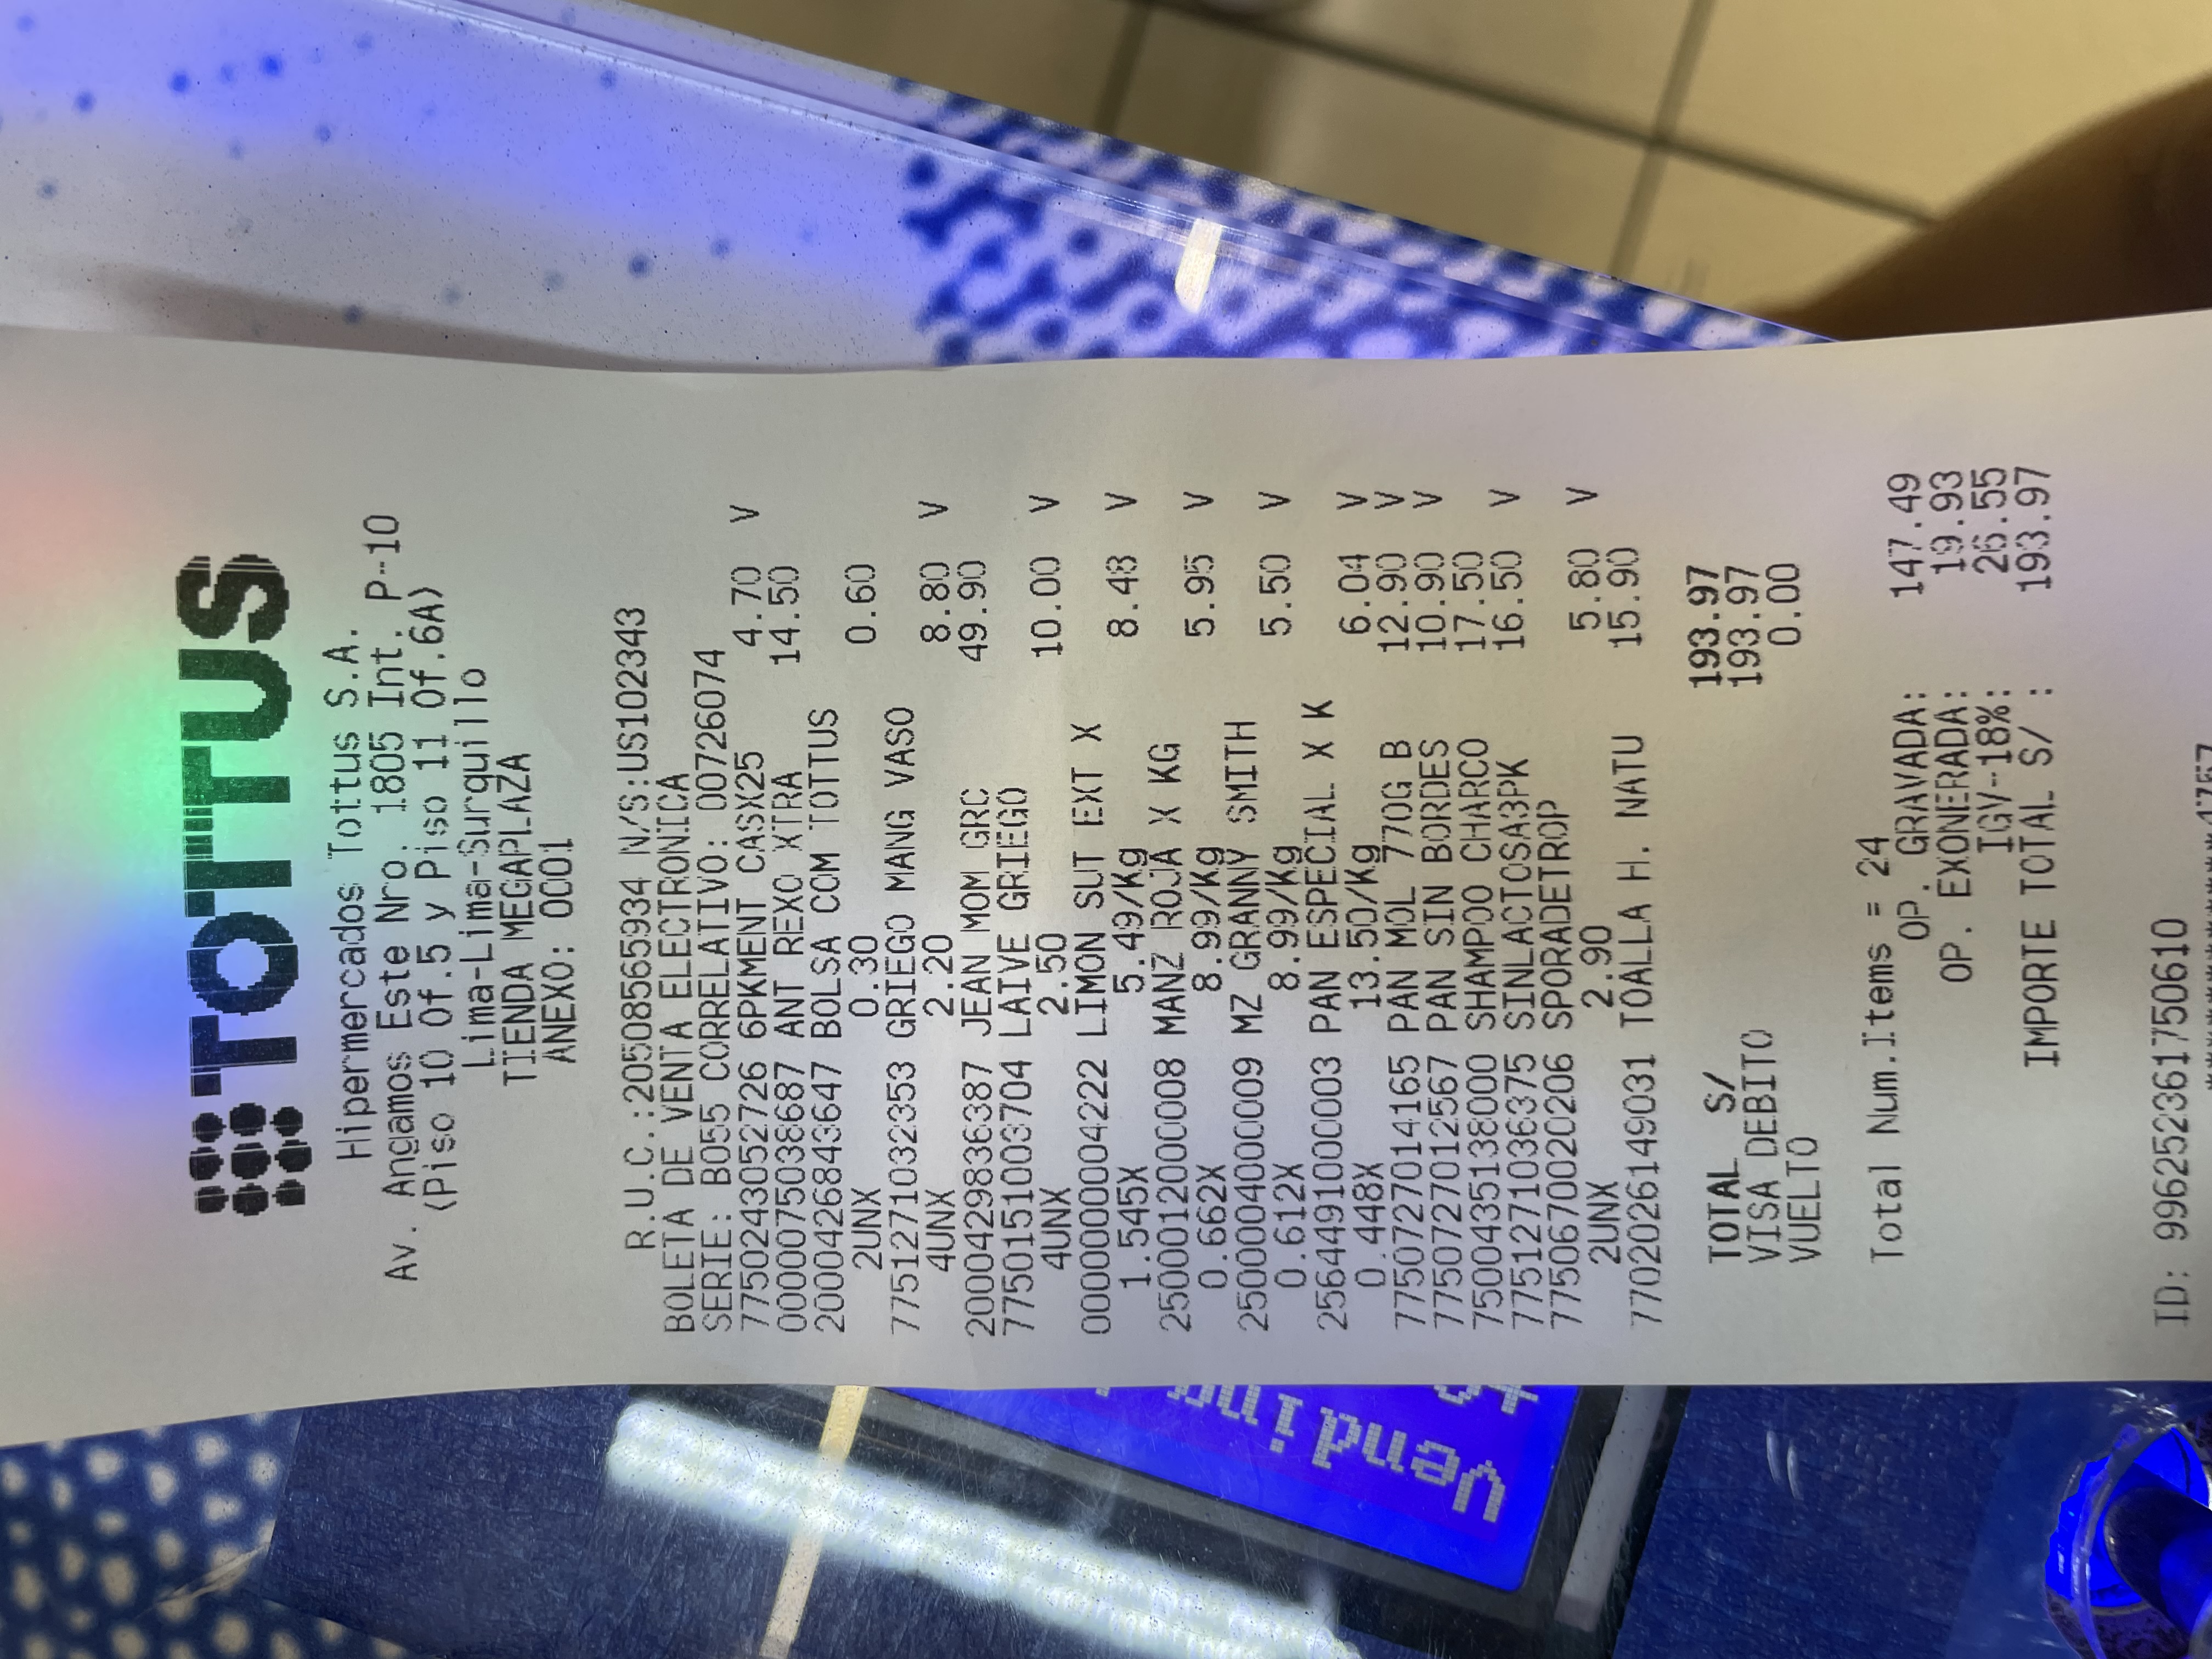 TOTTUS
Hipermercados Tottus S.A.
Av. Angamos Este Nro. 1805 Int. P-10
(Piso 10 Of.5 y Piso 11 Of.6A)
Lima-Lima-Surquillo
TIENDA MEGAPLAZA
ANEXO: 0001
R.U.C.:20508565934 N/S:US102343
BOLETA DE VENTA ELECTRONICA
SERIE: B055 CORRELATIVO: 00726074
7750243052726 6PKMENT CASX25 4.70 V
0000075038687 ANT REXO XTRA 14.50
2000426843647 BOLSA COM TOTTUS
2UNX 0.30 0.60
7751271032353 GRIEGO MANG VASO
4UNX 2.20 8.80 V
2000429836387 JEAN MOM GRC 49.90
7750151003704 LAIVE GRIEGO
4UNX 2.50 10.00 V
0000000004222 LIMON SUT EXT X
1.545X 5.49/Kg 8.48 V
2500012000008 MANZ ROJA X KG
0.662X 8.99/Kg 5.95 V
2500004000009 MZ GRANNY SMITH
0.612X 8.99/Kg 5.50 V
2564491000003 PAN ESPECIAL X K
0.448X 13.50/Kg 6.04 V
7750727014165 PAN MOL 770G B 12.90 V
7750727012567 PAN SIN BORDES 10.90 V
7500435138000 SHAMPOO CHARCO 17.50
7751271036375 SINLACTOSA3PK 16.50 V
7750670020206 SPORADETROP
2UNX 2.90 5.80 V
7702026149031 TOALLA H. NATU 15.90
TOTAL S/ 193.97
VISA DEBITO 193.97
VUELTO 0.00
Total Num.Items = 24
OP. GRAVADA: 147.49
OP. EXONERADA: 19.93
IGV-18%: 26.55
IMPORTE TOTAL S/ : 193.97
ID: 9962523617506​10
Vending